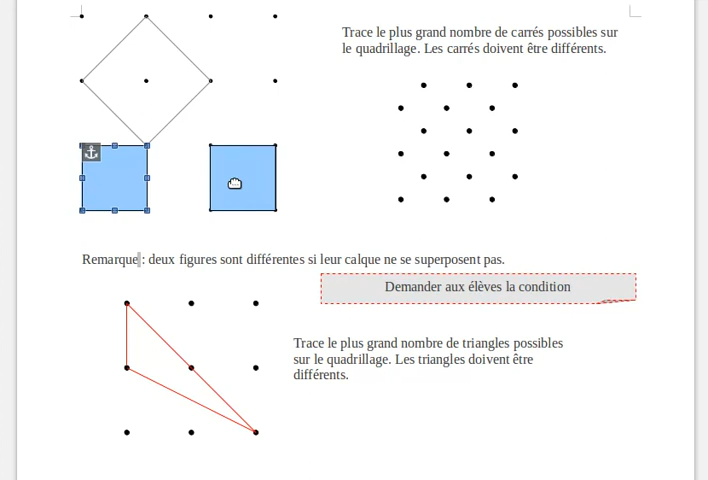 Trace le plus grand nombre de carrés possibles sur
le quadrillage. Les carrés doivent être différents.
Remarque : deux figures sont différentes si leur calque ne se superposent pas.
Demander aux élèves la condition
Trace le plus grand nombre de triangles possibles
sur le quadrillage. Les triangles doivent être
différents.